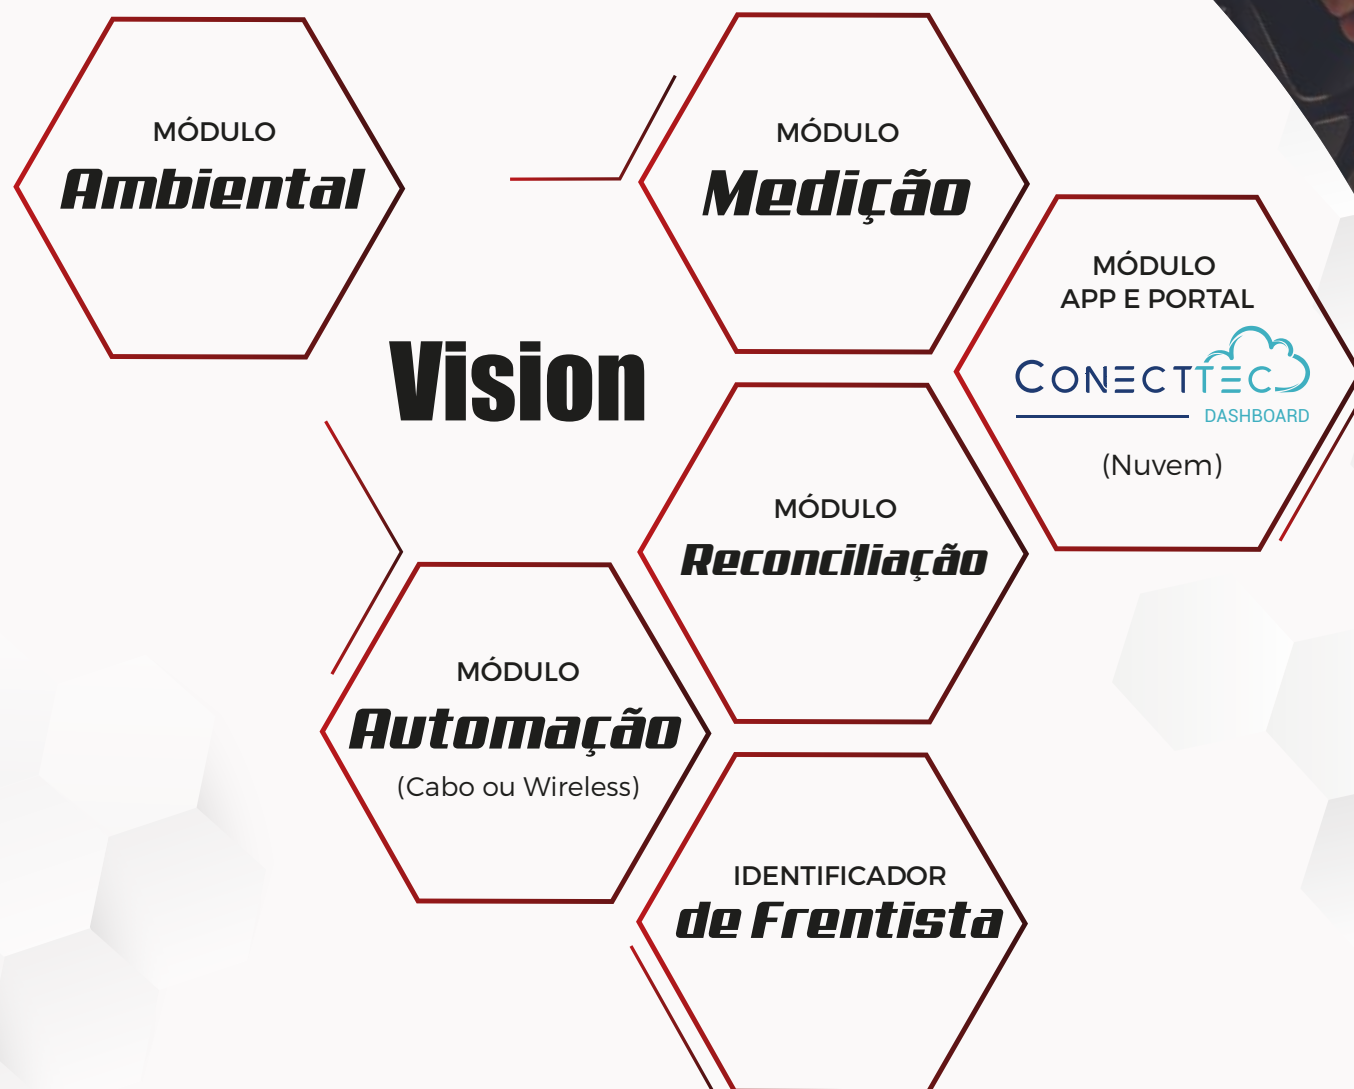 MÓDULO
Ambiental
MÓDULO
Medição
MÓDULO
APP E PORTAL
CONECTTEC
DASHBOARD
(Nuvem)
Vision
MÓDULO
Reconciliação
MÓDULO
Automação
(Cabo ou Wireless)
IDENTIFICADOR
de Frentista